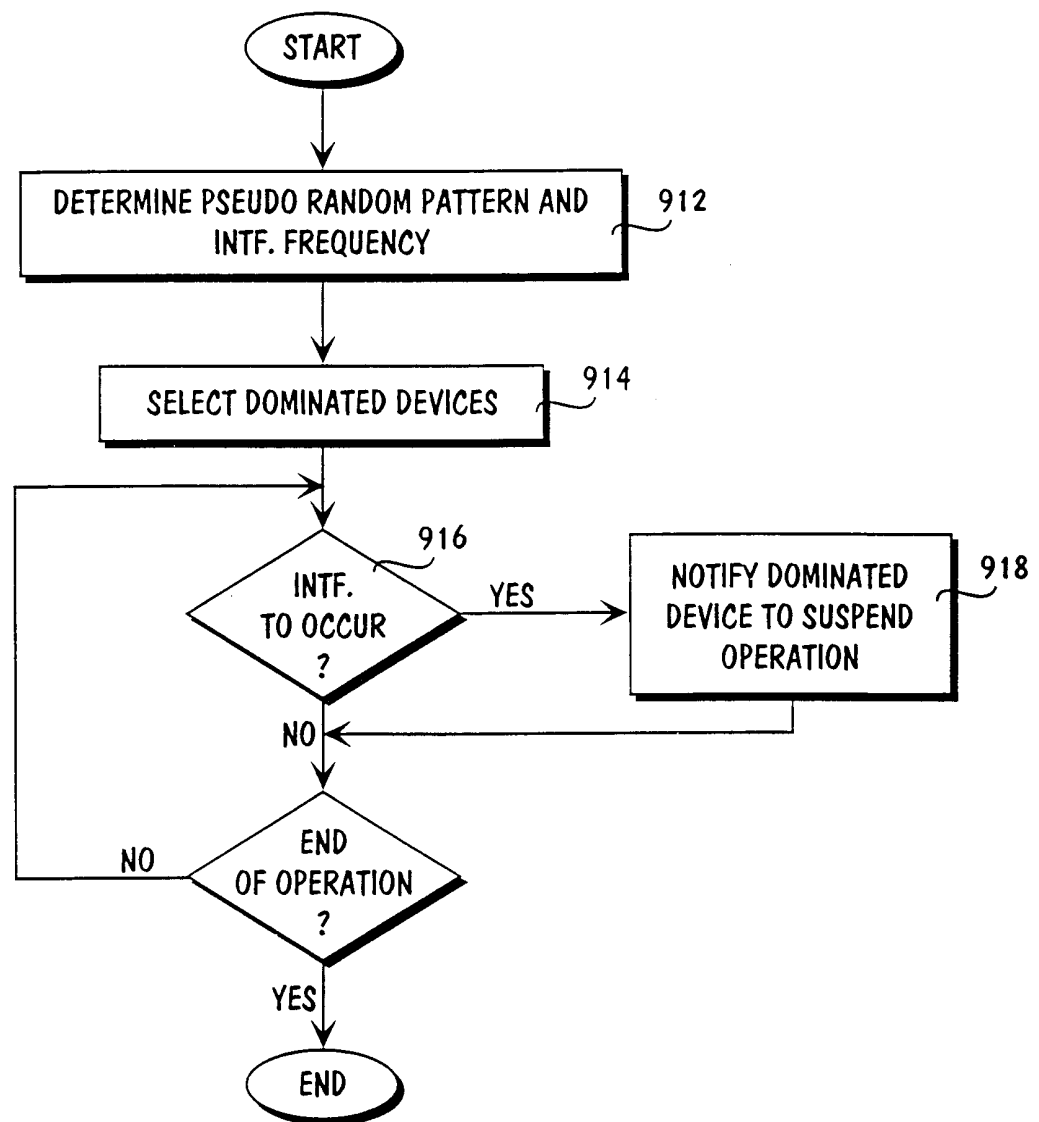 START
DETERMINE PSEUDO RANDOM PATTERN AND
INTF. FREQUENCY
912
SELECT DOMINATED DEVICES
914
INTF.
TO OCCUR
?
916
YES
NOTIFY DOMINATED
DEVICE TO SUSPEND
OPERATION
918
NO
END
OF OPERATION
?
NO
YES
END